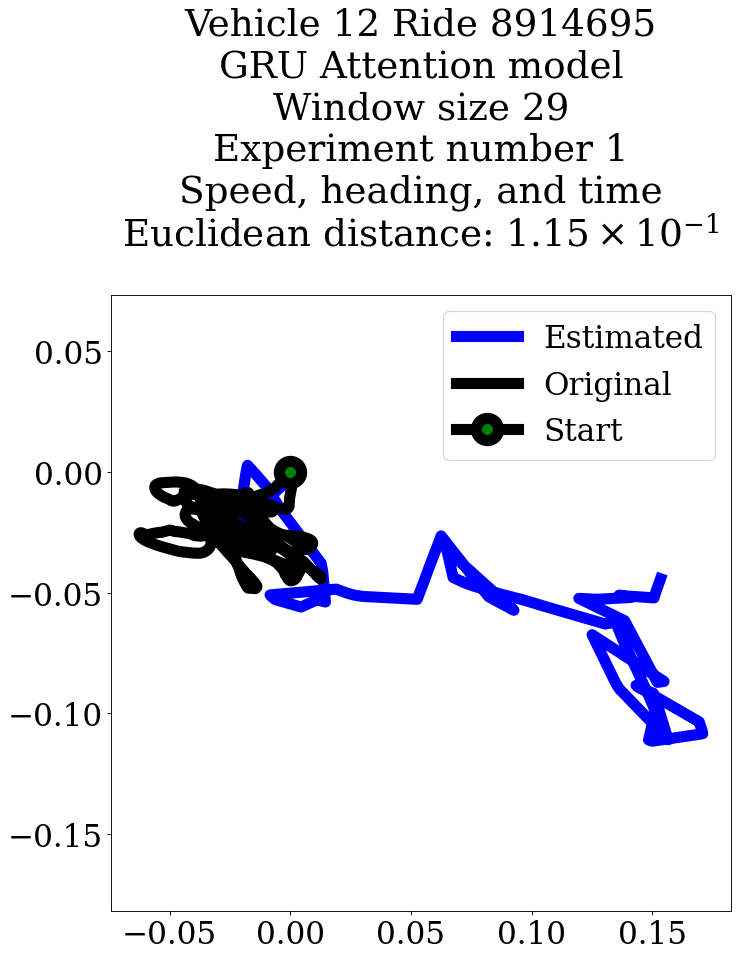 Vehicle 12 Ride 8914695
GRU Attention model
Window size 29
Experiment number 1
Speed, heading, and time
Euclidean distance: 1.15 × 10⁻¹
Estimated
Original
Start
0.05
0.00
−0.05
−0.10
−0.15
−0.05 0.00 0.05 0.10 0.15